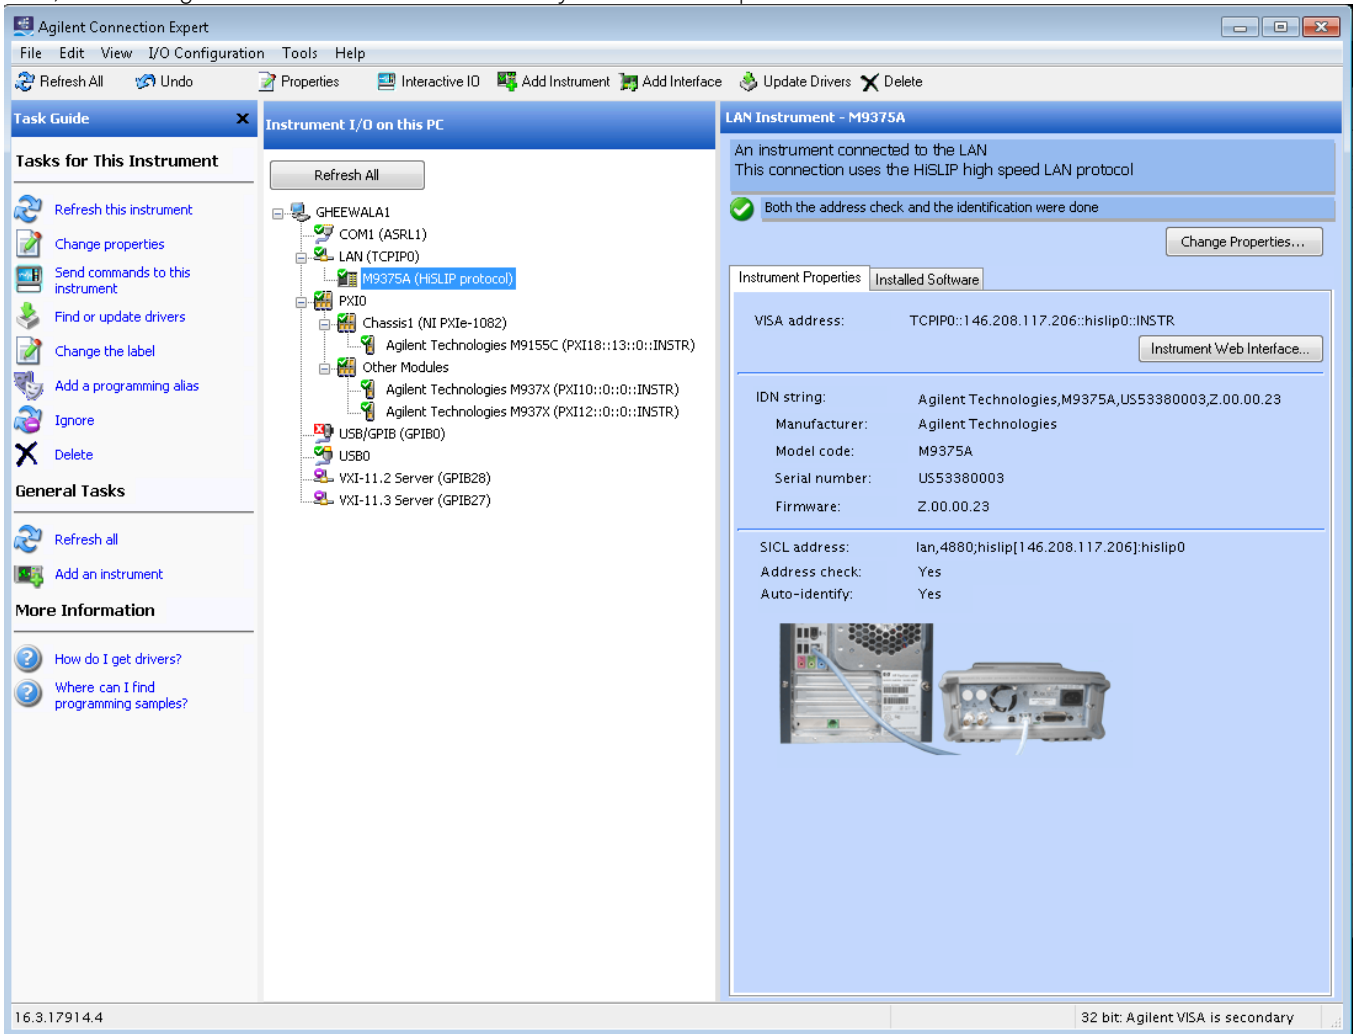 Agilent Connection Expert
File Edit View I/O Configuration Tools Help
Refresh All Undo Properties Interactive IO Add Instrument Add Interface Update Drivers Delete
Task Guide
Tasks for This Instrument
Refresh this instrument
Change properties
Send commands to this
instrument
Find or update drivers
Change the label
Add a programming alias
Ignore
Delete
General Tasks
Refresh all
Add an instrument
More Information
How do I get drivers?
Where can I find
programming samples?
Instrument I/O on this PC
Refresh All
GHEEWALA1
COM1 (ASRL1)
LAN (TCPIP0)
M9375A (HiSLIP protocol)
PXI0
Chassis1 (NI PXIe-1082)
Agilent Technologies M9155C (PXI18::13::0::INSTR)
Other Modules
Agilent Technologies M937X (PXI10::0::0::INSTR)
Agilent Technologies M937X (PXI12::0::0::INSTR)
USB/GPIB (GPIB0)
USB0
VXI-11.2 Server (GPIB28)
VXI-11.3 Server (GPIB27)
LAN Instrument - M9375A
An instrument connected to the LAN
This connection uses the HiSLIP high speed LAN protocol
Both the address check and the identification were done
Change Properties...
Instrument Properties Installed Software
VISA address: TCPIP0::146.208.117.206::hislip0::INSTR
Instrument Web Interface...
IDN string: Agilent Technologies,M9375A,US53380003,Z.00.00.23
Manufacturer: Agilent Technologies
Model code: M9375A
Serial number: US53380003
Firmware: Z.00.00.23
SICL address: lan,4880;hislip[146.208.117.206]:hislip0
Address check: Yes
Auto-identify: Yes
16.3.17914.4
32 bit: Agilent VISA is secondary